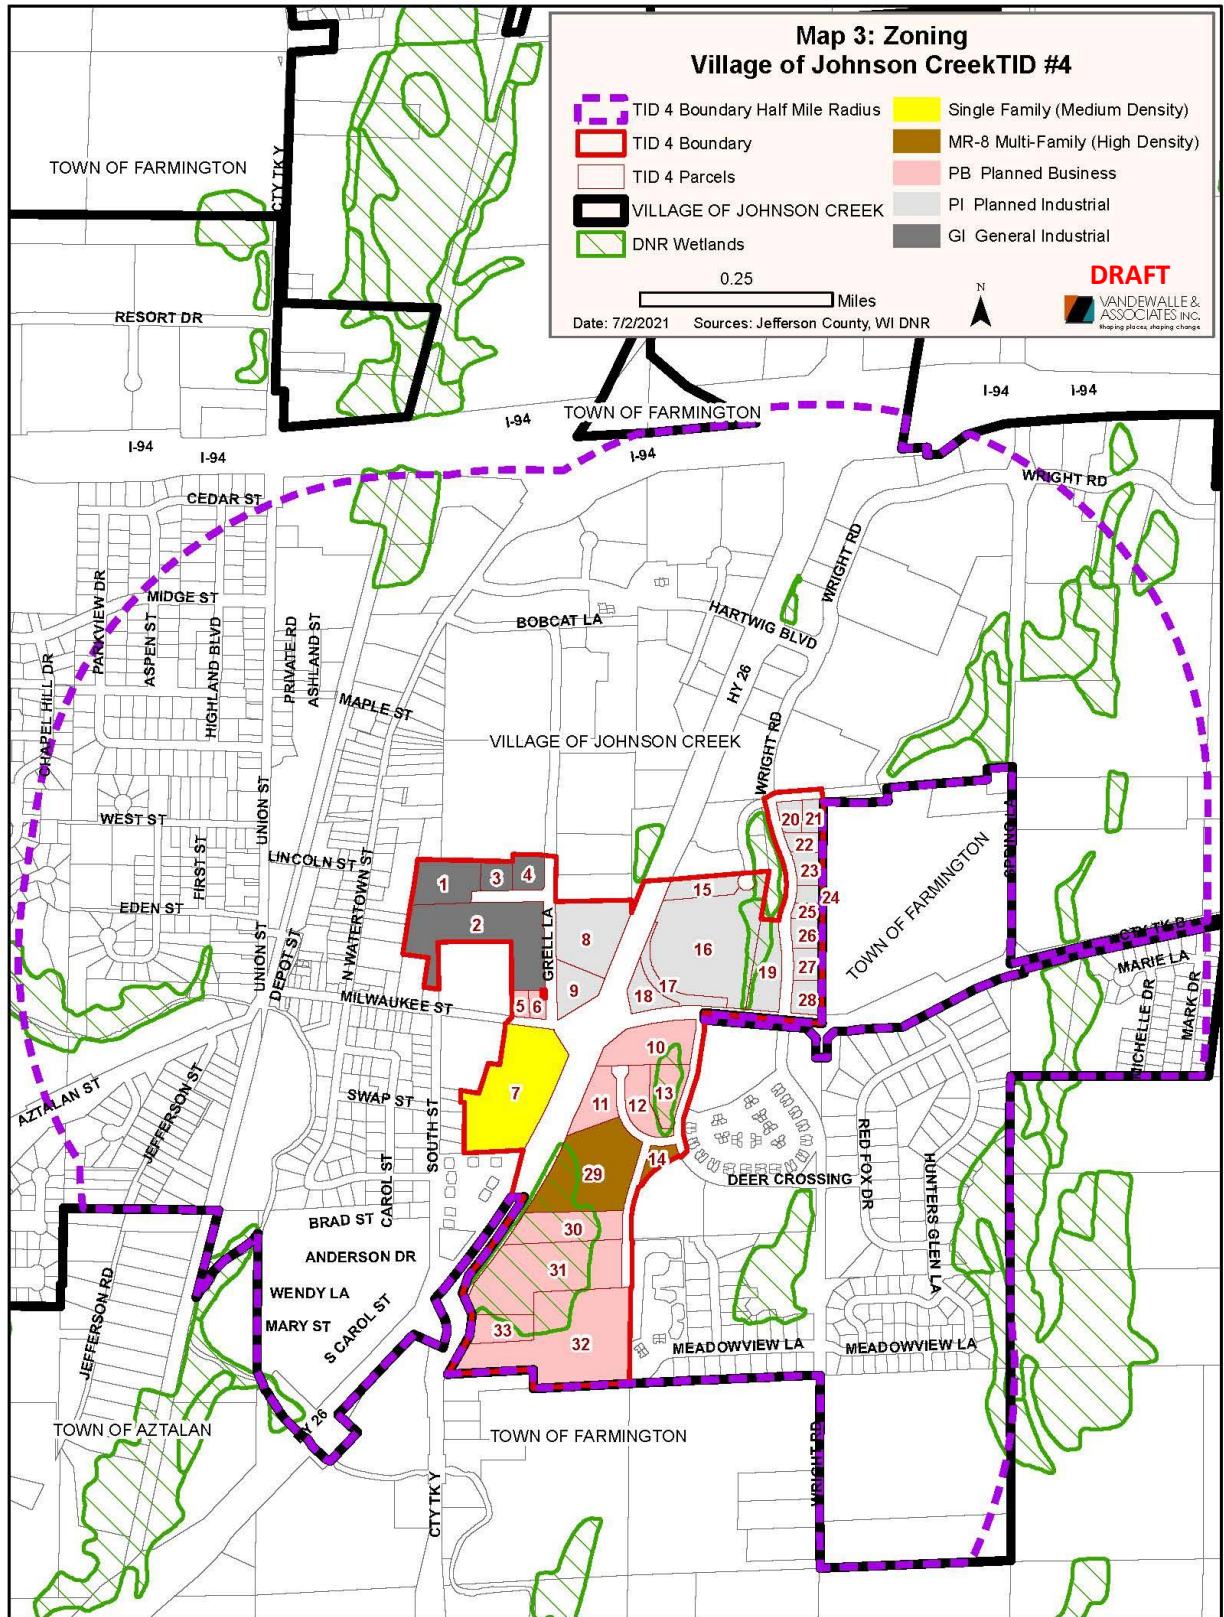 Map 3: Zoning
Village of Johnson CreekTID #4
TID 4 Boundary Half Mile Radius
TID 4 Boundary
TID 4 Parcels
VILLAGE OF JOHNSON CREEK
DNR Wetlands
Single Family (Medium Density)
MR-8 Multi-Family (High Density)
PB Planned Business
PI Planned Industrial
GI General Industrial
0.25
Miles
N
DRAFT
VANDEWALLE &
ASSOCIATES INC.
Shaping places, shaping change
Date: 7/2/2021 Sources: Jefferson County, WI DNR
TOWN OF FARMINGTON
CTY TK Y
RESORT DR
TOWN OF FARMINGTON
I-94
I-94
I-94
I-94
I-94
I-94
CEDAR ST
WRIGHT RD
WRIGHT RD
MIDGE ST
PARKVIEW DR
ASPEN ST
HIGHLAND BLVD
PRIVATE RD
ASHLAND ST
CHAPEL HILL DR
BOBCAT LA
HARTWIG BLVD
HY 26
MAPLE ST
VILLAGE OF JOHNSON CREEK
WRIGHT RD
WEST ST
UNION ST
FIRST ST
LINCOLN ST
N WATERTOWN ST
EDEN ST
UNION ST
DEPOT ST
MILWAUKEE ST
GRELL LA
SPRING LA
TOWN OF FARMINGTON
CTY TK B
MARIE LA
MICHELLE DR
MARK DR
1
2
3
4
5
6
7
8
9
10
11
12
13
14
15
16
17
18
19
20
21
22
23
24
25
26
27
28
29
30
31
32
33
AZTALAN ST
JEFFERSON ST
SWAP ST
SOUTH ST
CAROL ST
BRAD ST
ANDERSON DR
WENDY LA
MARY ST
S CAROL ST
JEFFERSON RD
DEER CROSSING
RED FOX DR
HUNTERS GLEN LA
MEADOWVIEW LA
MEADOWVIEW LA
TOWN OF AZTALAN
Y 26
TOWN OF FARMINGTON
CTY TK Y
WRIGHT RD